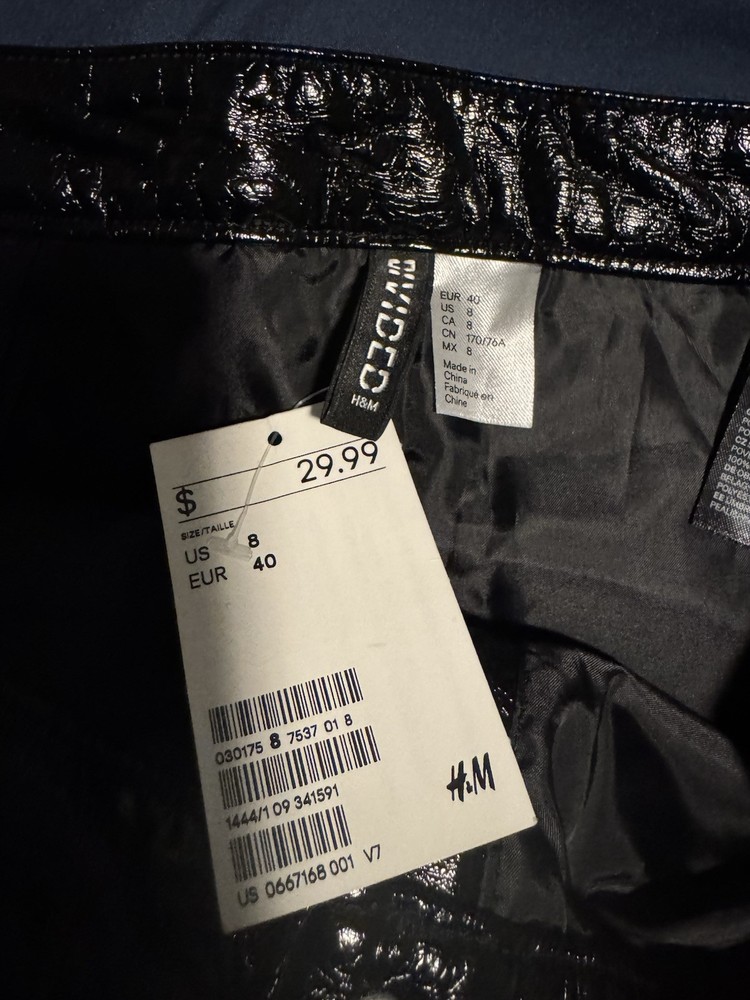 DIVIDED
H&M
EUR 40
US 8
CA 8
CN 170/76A
MX 8
Made in
China
Fabriqué en
Chine
$ 29.99
SIZE/TAILLE
US 8
EUR 40
030175 8 7537 01 8
1444/1 09 341591
US 0667168 001 V7
H&M